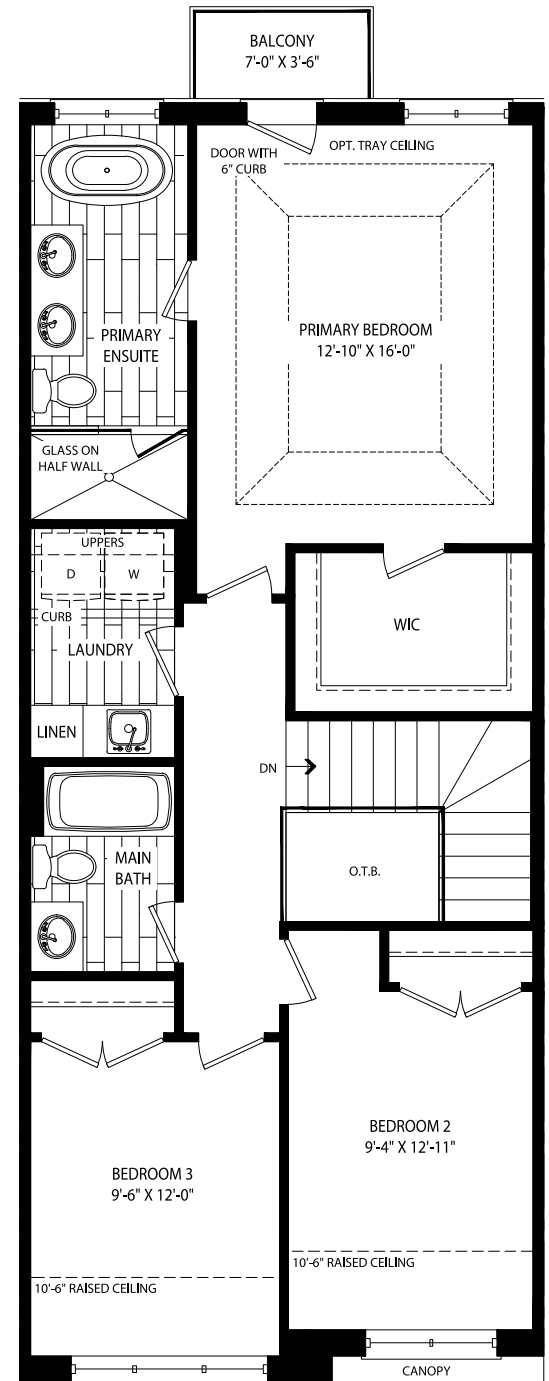 BALCONY
7'-0" X 3'-6"
DOOR WITH
6" CURB
OPT. TRAY CEILING
PRIMARY BEDROOM
12'-10" X 16'-0"
PRIMARY
ENSUITE
GLASS ON
HALF WALL
UPPERS
D
W
CURB
LAUNDRY
WIC
LINEN
DN
O.T.B.
MAIN
BATH
BEDROOM 2
9'-4" X 12'-11"
BEDROOM 3
9'-6" X 12'-0"
10'-6" RAISED CEILING
10'-6" RAISED CEILING
CANOPY